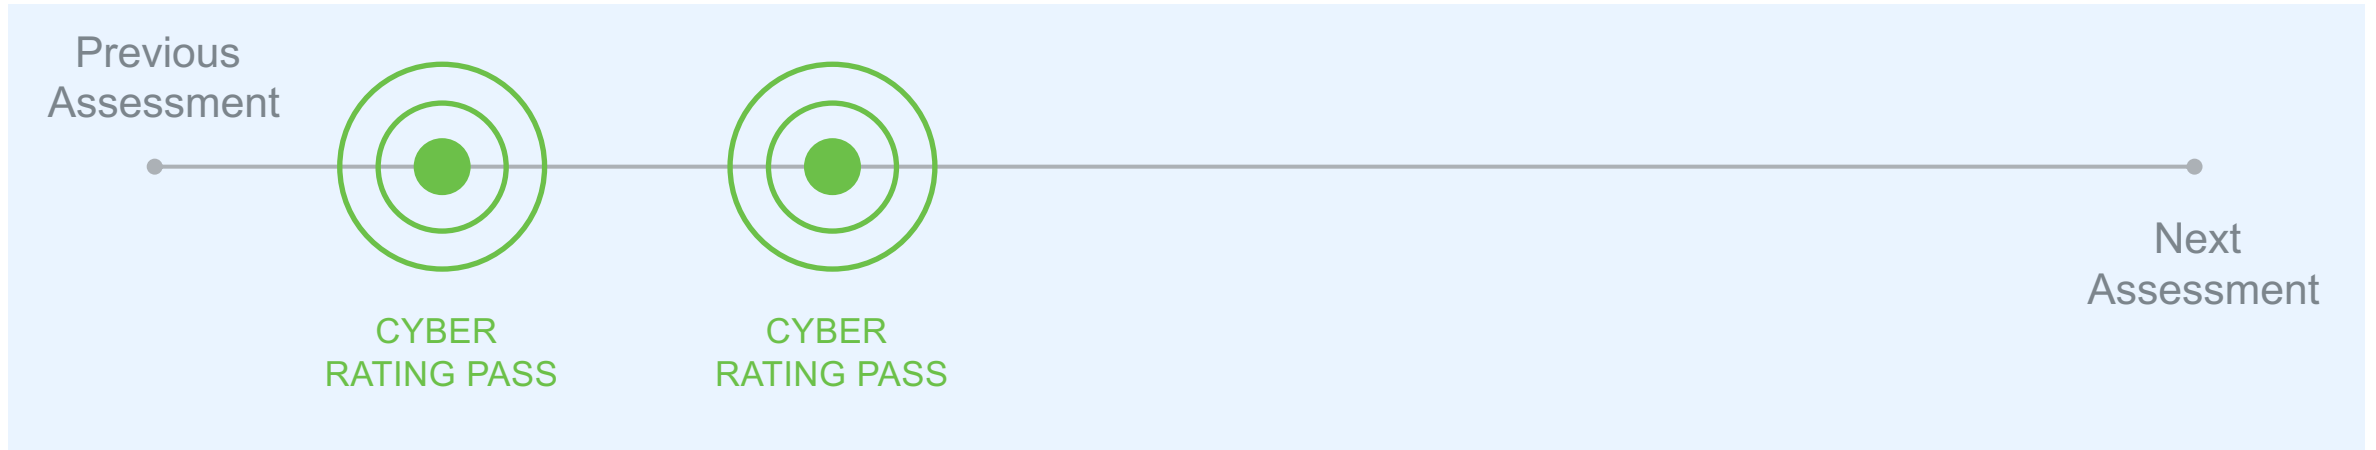 Previous
Assessment
CYBER
RATING PASS
CYBER
RATING PASS
Next
Assessment